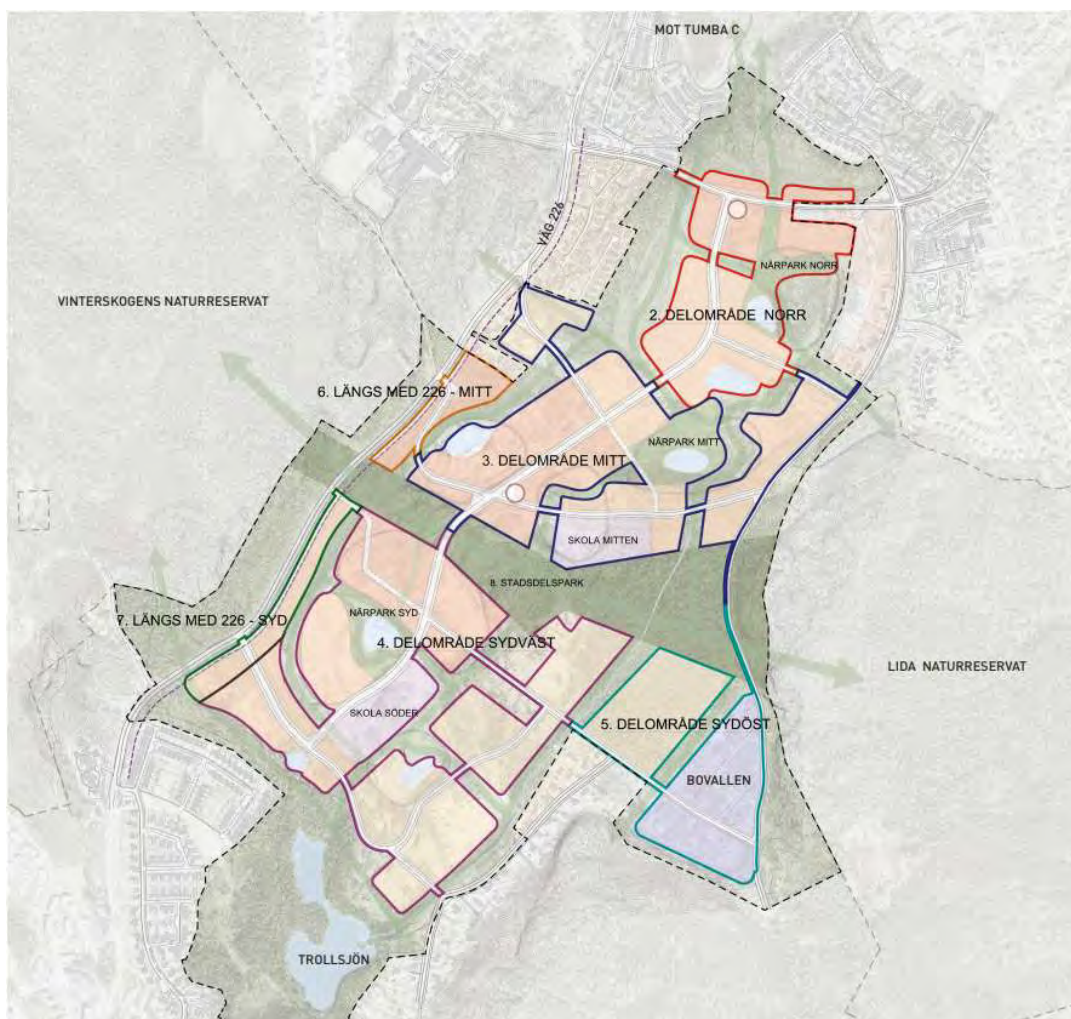 MOT TUMBA C
VÄG 226
NÄRPARK NORR
VINTERSKOGENS NATURRESERVAT
2. DELOMRÅDE NORR
6. LÄNGS MED 226 - MITT
NÄRPARK MITT
3. DELOMRÅDE MITT
SKOLA MITTEN
8. STADSDELSPARK
NÄRPARK SYD
7. LÄNGS MED 226 - SYD
4. DELOMRÅDE SYDVÄST
LIDA NATURRESERVAT
SKOLA SÖDER
5. DELOMRÅDE SYDÖST
BOVALLEN
TROLLSJÖN